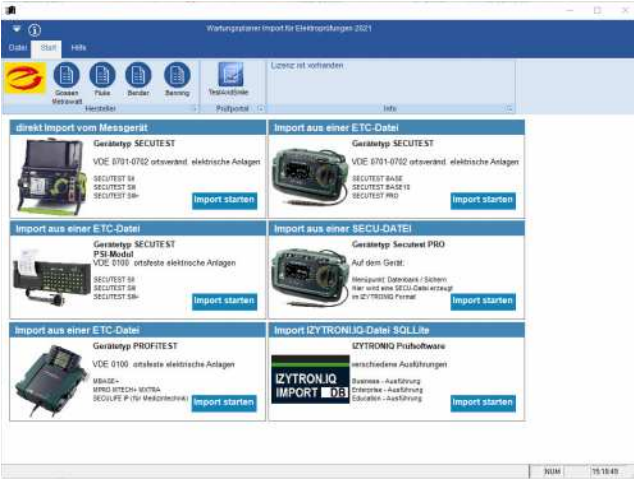 Wartungsplaner Import für Elektroprüfungen 2021
Datei Start Hilfe
Lizenz ist vorhanden
Gossen Metrawatt
Fluke
Bender
Benning
TestAndSmile
Hersteller
Prüfportal
Info
direkt Import vom Messgerät
Gerätetyp SECUTEST
VDE 0701-0702 ortsveränd. elektrische Anlagen
SECUTEST SII
SECUTEST SIII
SECUTEST SIII+
Import starten
Import aus einer ETC-Datei
Gerätetyp SECUTEST
VDE 0701-0702 ortsveränd. elektrische Anlagen
SECUTEST BASE
SECUTEST BASE10
SECUTEST PRO
Import starten
Import aus einer ETC-Datei
Gerätetyp SECUTEST
PSI-Modul
VDE 0100 ortsfeste elektrische Anlagen
SECUTEST SII
SECUTEST SIII
SECUTEST SIII+
Import starten
Import aus einer SECU-DATEI
Gerätetyp Secutest PRO
Auf dem Gerät:
Menüpunkt: Datenbank / Sichern
Hier wird eine SECU-Datei erzeugt
im IZYTRONIQ Format
Import starten
Import aus einer ETC-Datei
Gerätetyp PROFITEST
VDE 0100 ortsfeste elektrische Anlagen
MBASE+
MPRO MTECH+ MXTRA
SECULIFE IP (für Medizintechnik)
Import starten
Import IZYTRONI.IQ-Datei SQLLite
IZYTRONIQ Prüfsoftware
verschiedene Ausführungen
IZYTRON.IQ
IMPORT DB
Business - Ausführung
Enterprise - Ausführung
Education - Ausführung
Import starten
NUM
15:18:49